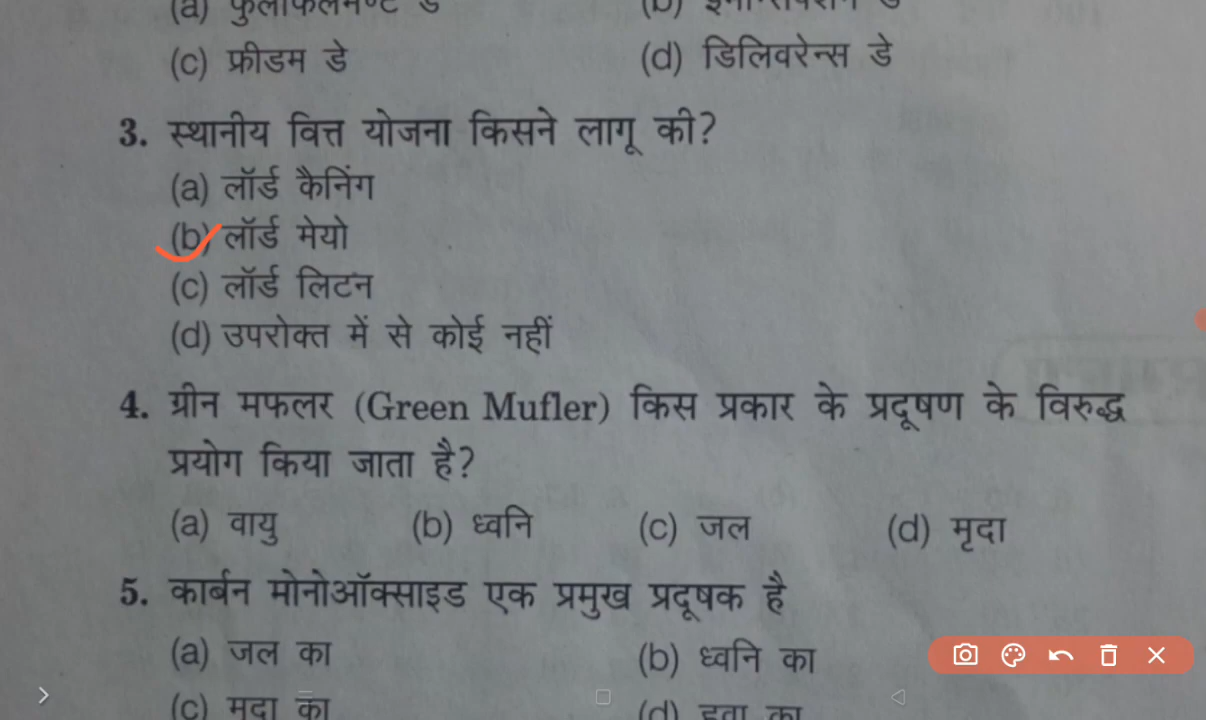 (c) फ्रीडम डे (d) डिलिवरेन्स डे
3. स्थानीय वित्त योजना किसने लागू की?
(a) लॉर्ड कैनिंग
(b) लॉर्ड मेयो
(c) लॉर्ड लिटन
(d) उपरोक्त में से कोई नहीं
4. ग्रीन मफलर (Green Mufler) किस प्रकार के प्रदूषण के विरुद्ध
प्रयोग किया जाता है?
(a) वायु (b) ध्वनि (c) जल (d) मृदा
5. कार्बन मोनोऑक्साइड एक प्रमुख प्रदूषक है
(a) जल का (b) ध्वनि का
(c) मृदा का (d) हवा का